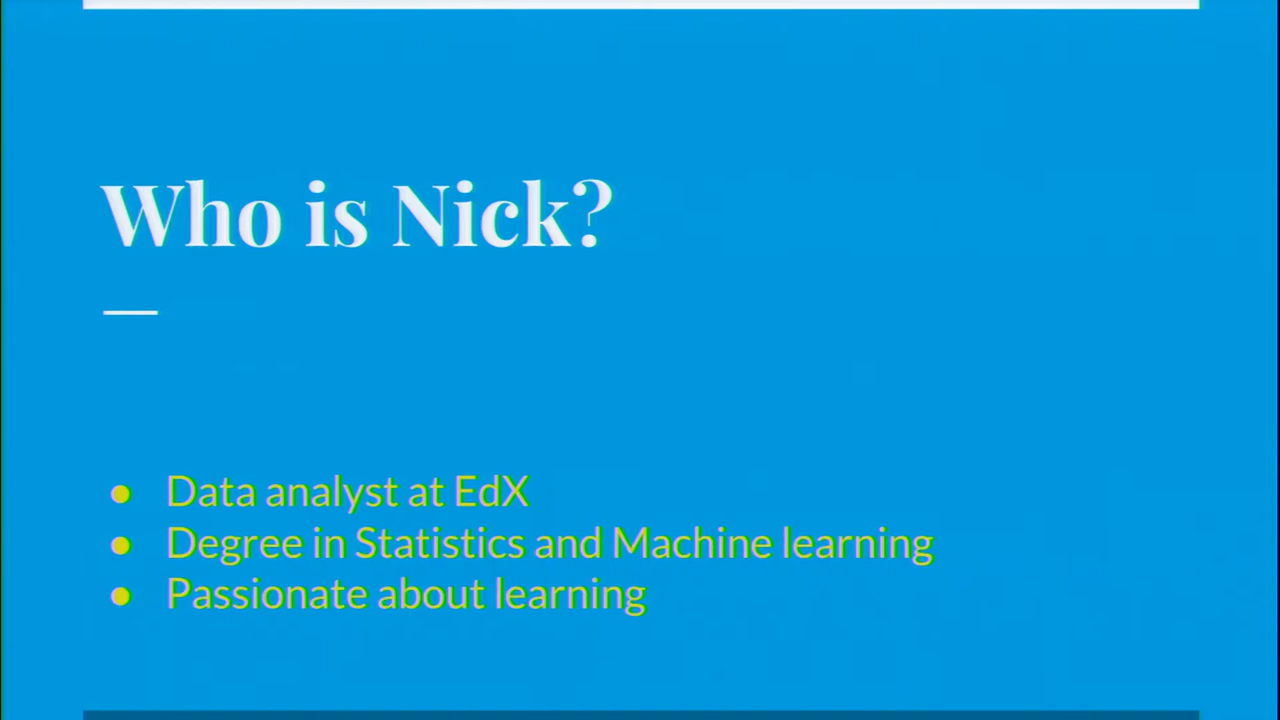 Who is Nick?
● Data analyst at EdX
● Degree in Statistics and Machine learning
● Passionate about learning